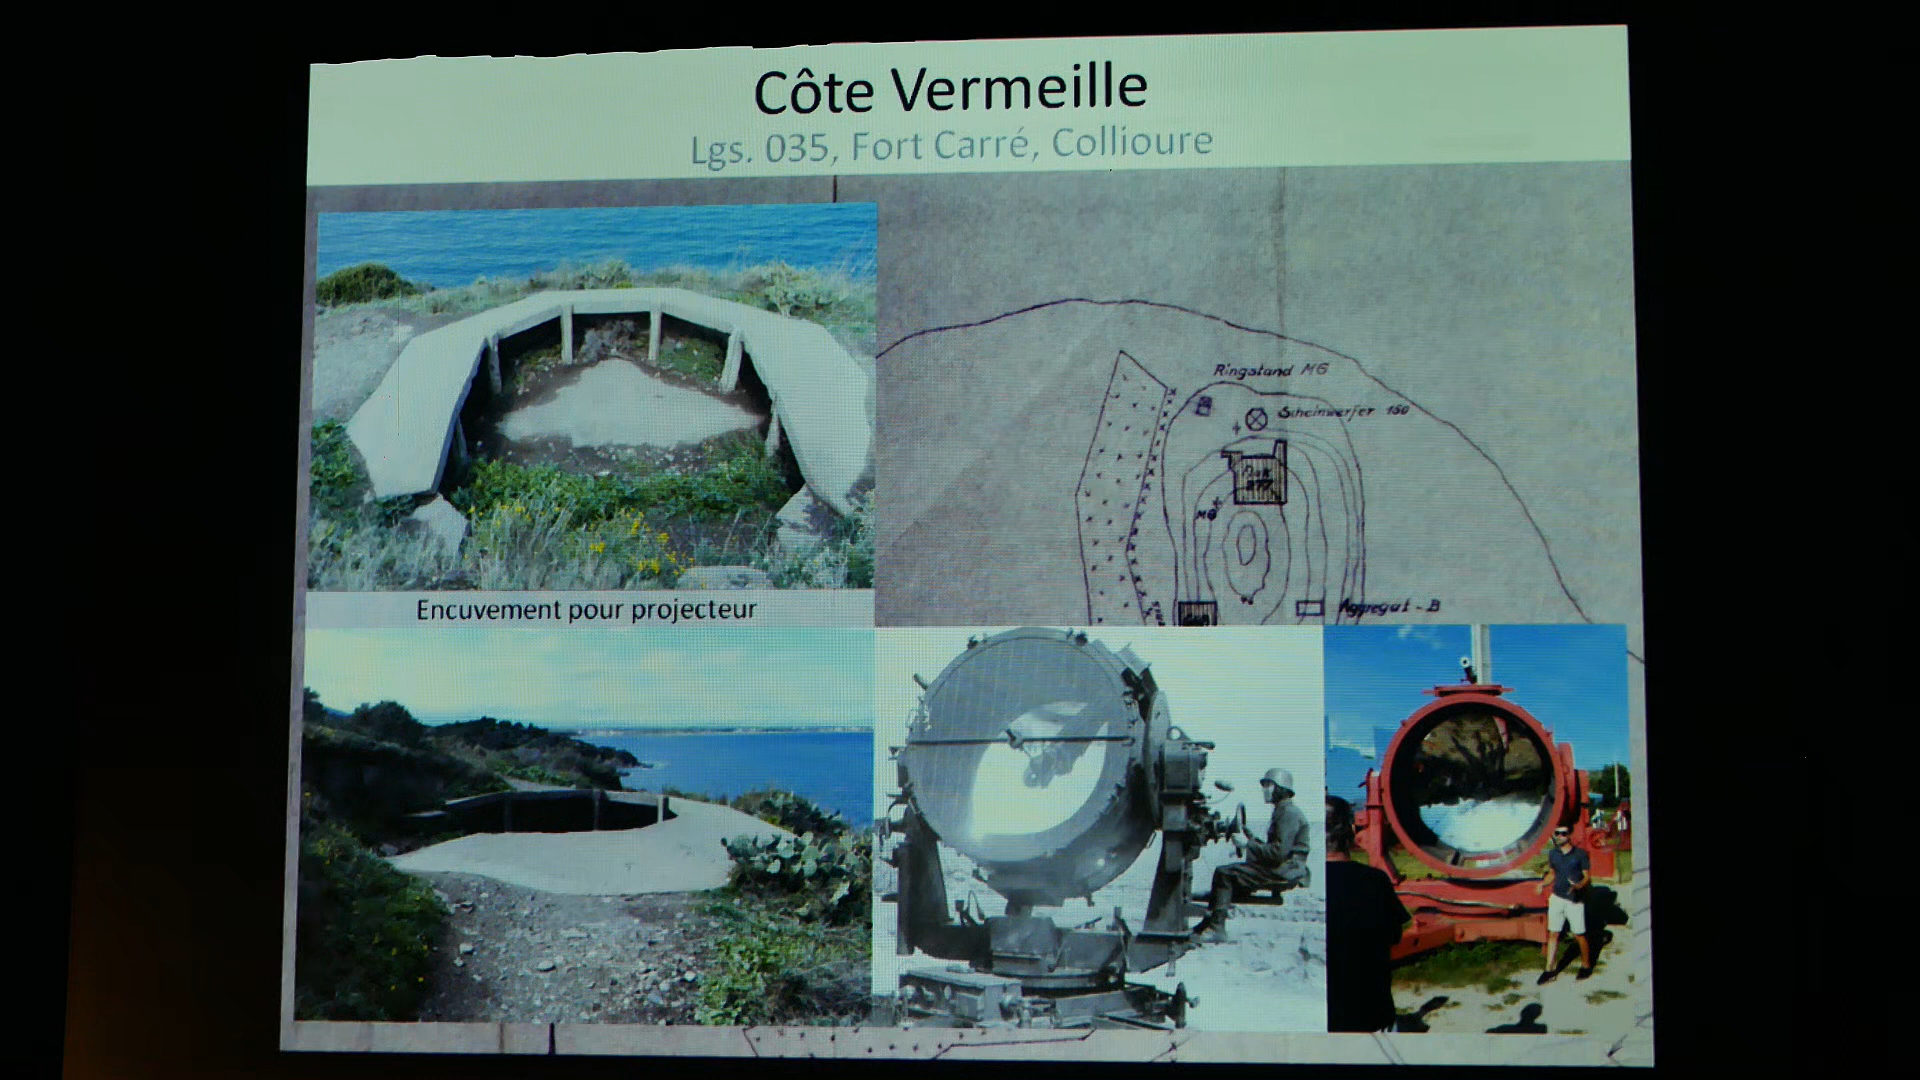 Côte Vermeille
Lgs. 035, Fort Carré, Collioure
Ringstand MG
Scheinwerfer 150
MG
Aggregat - B
Encuvement pour projecteur